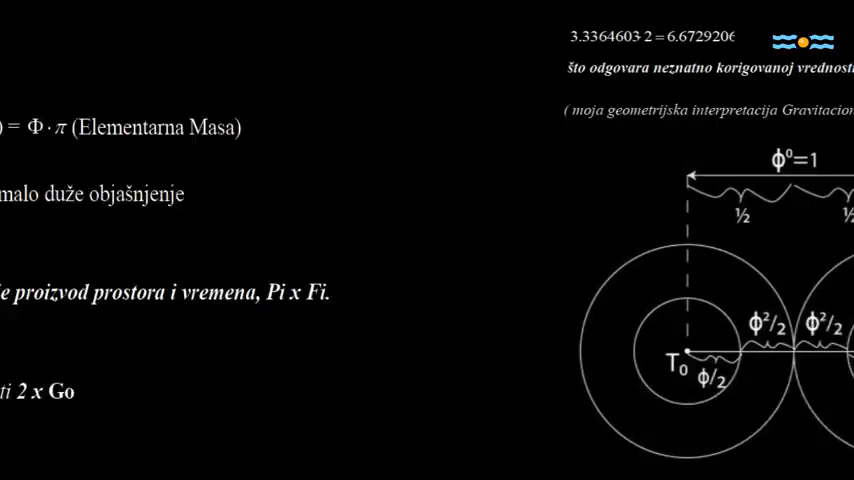 ) = Φ · π (Elementarna Masa)
malo duže objašnjenje
e proizvod prostora i vremena, Pi x Fi.
ti 2 x Go
3.3364603·2 = 6.672920
što odgovara neznatno korigovanoj vrednosti
( moja geometrijska interpretacija Gravitacion
ϕ⁰=1
½ ½
ϕ²/2 ϕ²/2
T₀ ϕ/2